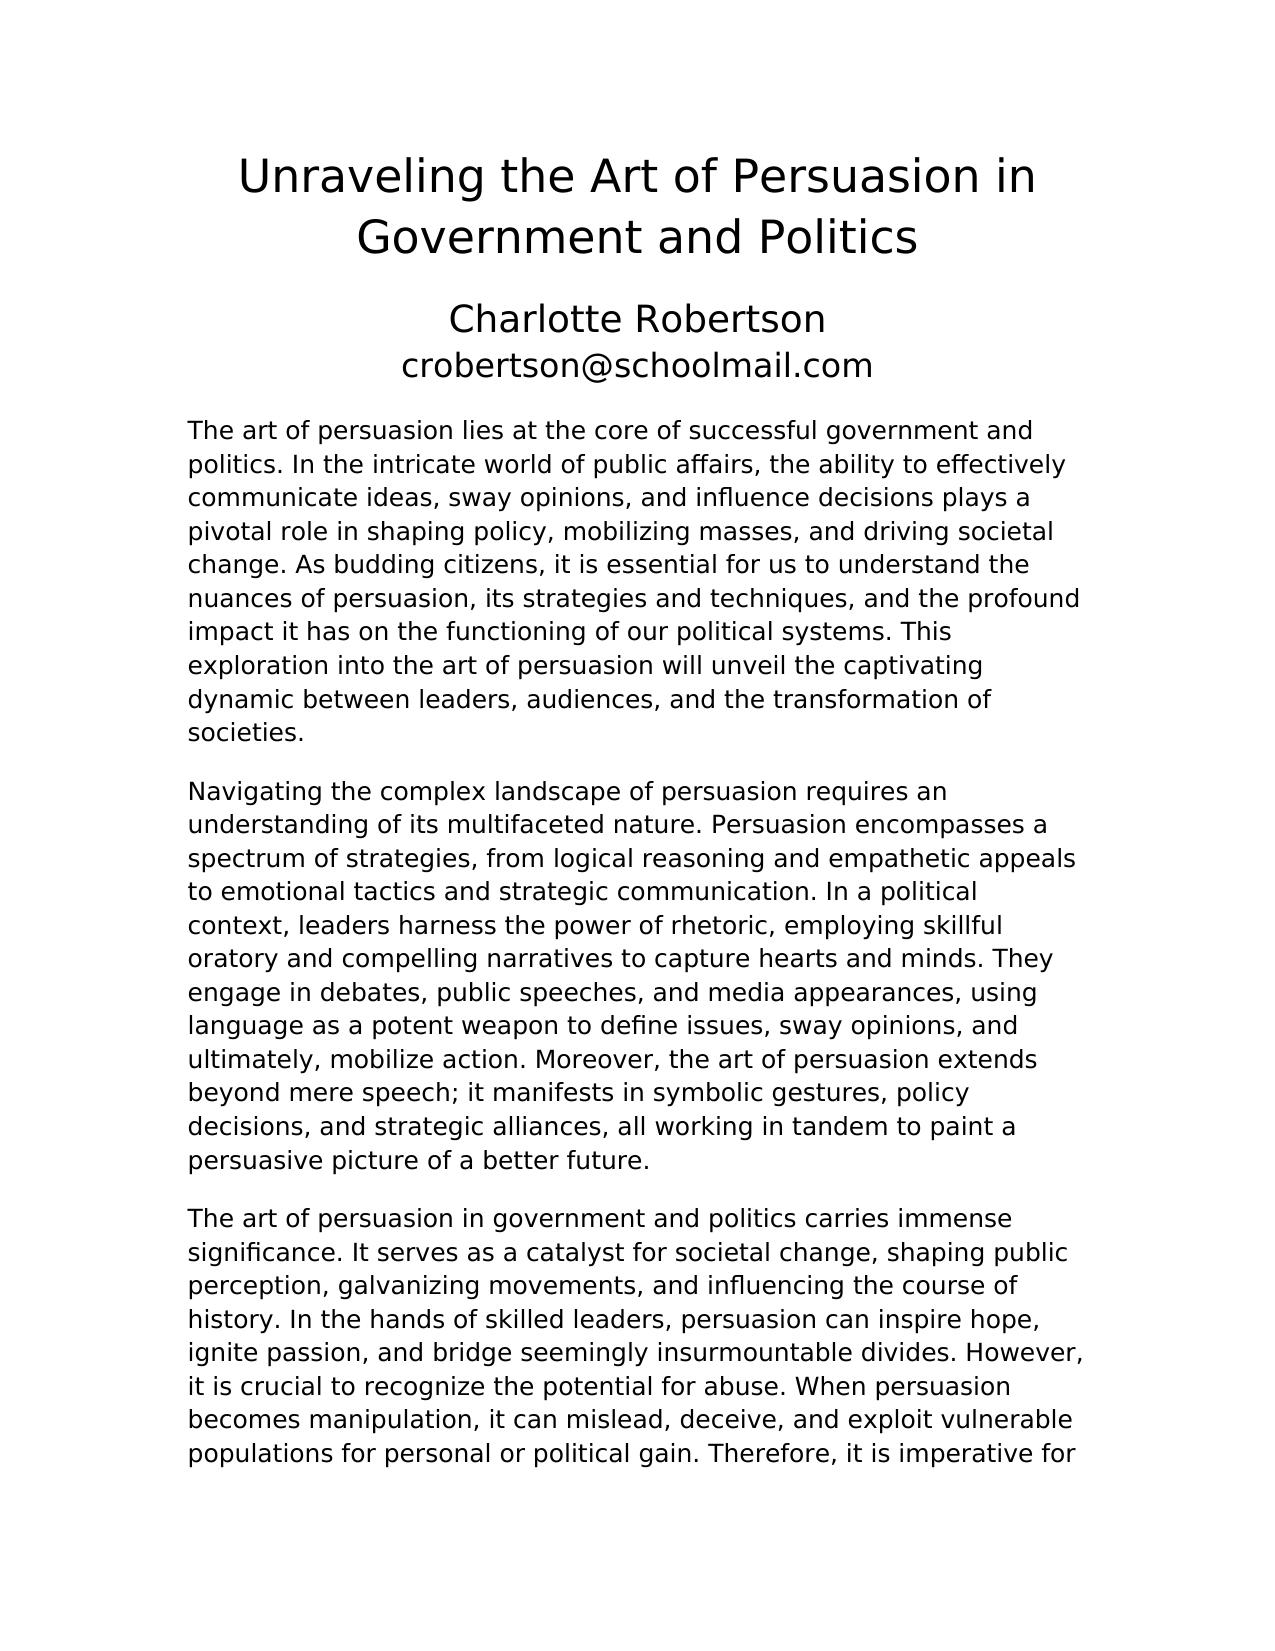 Unraveling the Art of Persuasion in
Government and Politics
Charlotte Robertson
crobertson@schoolmail.com
The art of persuasion lies at the core of successful government and
politics. In the intricate world of public affairs, the ability to effectively
communicate ideas, sway opinions, and influence decisions plays a
pivotal role in shaping policy, mobilizing masses, and driving societal
change. As budding citizens, it is essential for us to understand the
nuances of persuasion, its strategies and techniques, and the profound
impact it has on the functioning of our political systems. This
exploration into the art of persuasion will unveil the captivating
dynamic between leaders, audiences, and the transformation of
societies.
Navigating the complex landscape of persuasion requires an
understanding of its multifaceted nature. Persuasion encompasses a
spectrum of strategies, from logical reasoning and empathetic appeals
to emotional tactics and strategic communication. In a political
context, leaders harness the power of rhetoric, employing skillful
oratory and compelling narratives to capture hearts and minds. They
engage in debates, public speeches, and media appearances, using
language as a potent weapon to define issues, sway opinions, and
ultimately, mobilize action. Moreover, the art of persuasion extends
beyond mere speech; it manifests in symbolic gestures, policy
decisions, and strategic alliances, all working in tandem to paint a
persuasive picture of a better future.
The art of persuasion in government and politics carries immense
significance. It serves as a catalyst for societal change, shaping public
perception, galvanizing movements, and influencing the course of
history. In the hands of skilled leaders, persuasion can inspire hope,
ignite passion, and bridge seemingly insurmountable divides. However,
it is crucial to recognize the potential for abuse. When persuasion
becomes manipulation, it can mislead, deceive, and exploit vulnerable
populations for personal or political gain. Therefore, it is imperative for